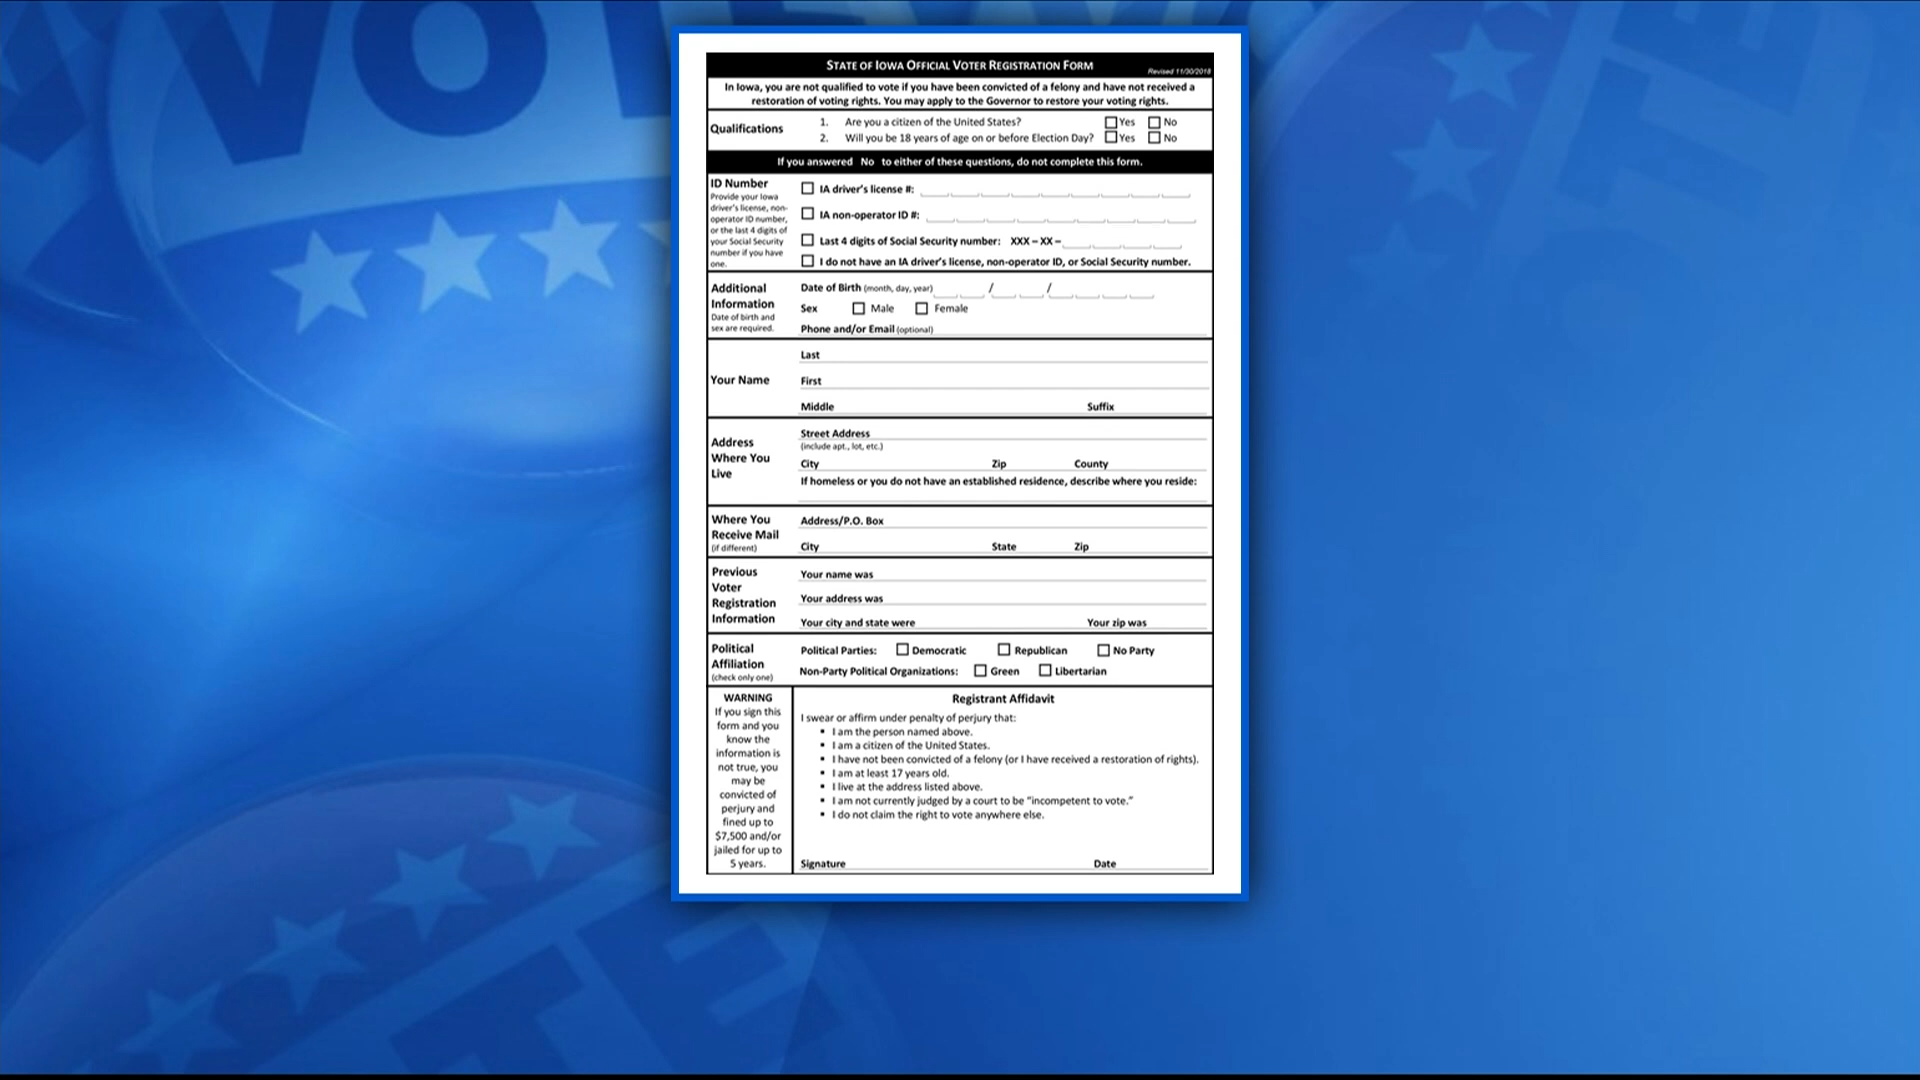 VOTE
STATE OF IOWA OFFICIAL VOTER REGISTRATION FORM
Revised 11/30/2018
In Iowa, you are not qualified to vote if you have been convicted of a felony and have not received a
restoration of voting rights. You may apply to the Governor to restore your voting rights.
Qualifications
1. Are you a citizen of the United States? Yes No
2. Will you be 18 years of age on or before Election Day? Yes No
If you answered No to either of these questions, do not complete this form.
ID Number
Provide your Iowa
driver's license, non-
operator ID number,
or the last 4 digits of
your Social Security
number if you have
one.
IA driver's license #:
IA non-operator ID #:
Last 4 digits of Social Security number: XXX – XX –
I do not have an IA driver's license, non-operator ID, or Social Security number.
Additional
Information
Date of birth and
sex are required.
Date of Birth (month, day, year) / /
Sex Male Female
Phone and/or Email (optional)
Your Name
Last
First
Middle Suffix
Address
Where You
Live
Street Address
(include apt., lot, etc.)
City Zip County
If homeless or you do not have an established residence, describe where you reside:
Where You
Receive Mail
(if different)
Address/P.O. Box
City State Zip
Previous
Voter
Registration
Information
Your name was
Your address was
Your city and state were Your zip was
Political
Affiliation
(check only one)
Political Parties: Democratic Republican No Party
Non-Party Political Organizations: Green Libertarian
WARNING
If you sign this
form and you
know the
information is
not true, you
may be
convicted of
perjury and
fined up to
$7,500 and/or
jailed for up to
5 years.
Registrant Affidavit
I swear or affirm under penalty of perjury that:
▪ I am the person named above.
▪ I am a citizen of the United States.
▪ I have not been convicted of a felony (or I have received a restoration of rights).
▪ I am at least 17 years old.
▪ I live at the address listed above.
▪ I am not currently judged by a court to be "incompetent to vote."
▪ I do not claim the right to vote anywhere else.
Signature Date